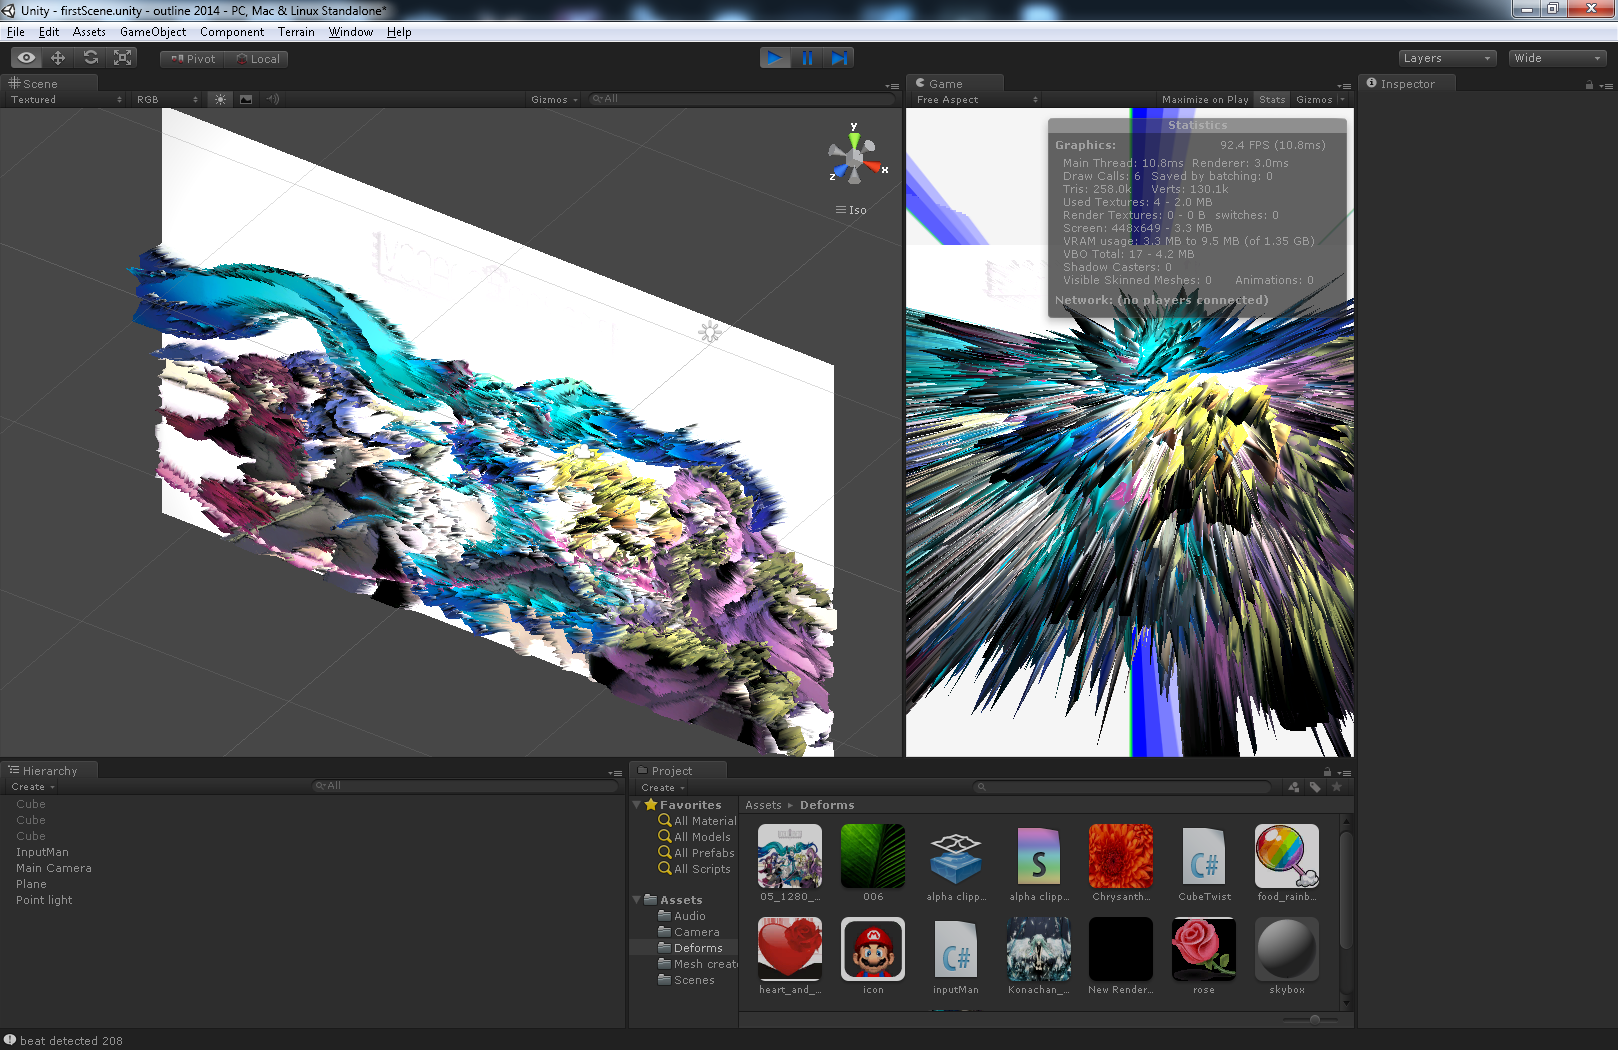 Unity - firstScene.unity - outline 2014 - PC, Mac & Linux Standalone*
File Edit Assets GameObject Component Terrain Window Help
Pivot Local Layers Wide
Scene
Textured RGB Gizmos All
y
x
z
Iso
Game
Free Aspect Maximize on Play Stats Gizmos
Statistics
Graphics: 92.4 FPS (10.8ms)
Main Thread: 10.8ms Renderer: 3.0ms
Draw Calls: 6 Saved by batching: 0
Tris: 258.0k Verts: 130.1k
Used Textures: 4 - 2.0 MB
Render Textures: 0 - 0 B switches: 0
Screen: 448x649 - 3.3 MB
VRAM usage: 3.3 MB to 9.5 MB (of 1.35 GB)
VBO Total: 17 - 4.2 MB
Shadow Casters: 0
Visible Skinned Meshes: 0 Animations: 0
Network: (no players connected)
Inspector
Hierarchy
Create All
Cube
Cube
Cube
InputMan
Main Camera
Plane
Point light
Project
Create
Favorites
All Material
All Models
All Prefabs
All Scripts
Assets
Audio
Camera
Deforms
Mesh creat
Scenes
Assets Deforms
S C#
05_1280_... 006 alpha clipp... alpha clipp... Chrysanth... CubeTwist food_rainb...
M C#
heart_and_... icon inputMan Konachan_... New Render... rose skybox
beat detected 208